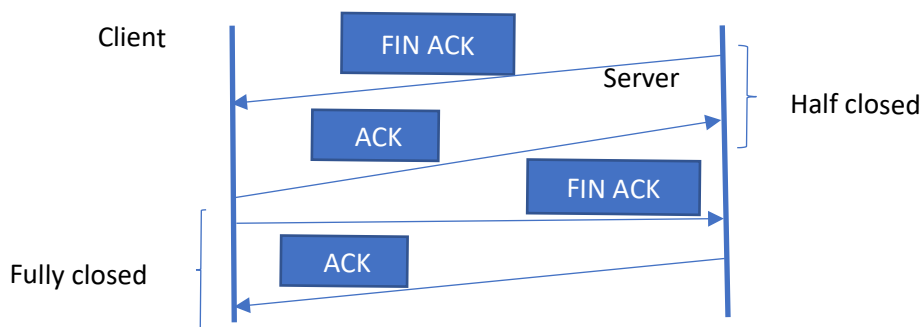 Client
FIN ACK
Server
Half closed
ACK
FIN ACK
Fully closed
ACK